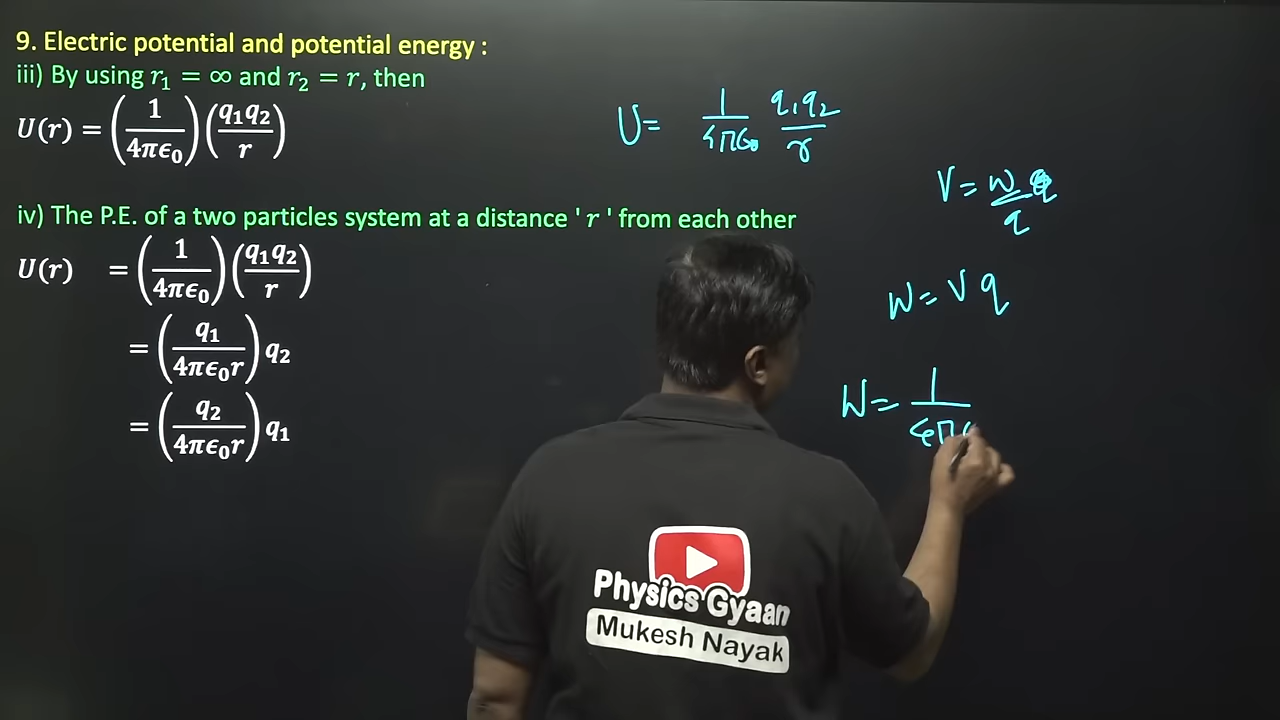 9. Electric potential and potential energy :
iii) By using r₁ = ∞ and r₂ = r, then
U(r) = (1/4πϵ₀)(q₁q₂/r)
iv) The P.E. of a two particles system at a distance ' r ' from each other
U(r) = (1/4πϵ₀)(q₁q₂/r)
= (q₁/4πϵ₀r) q₂
= (q₂/4πϵ₀r) q₁
U = 1/4πϵ₀ q₁q₂/r
V = W/q
W = V q
W = 1/4π
Physics Gyaan
Mukesh Nayak